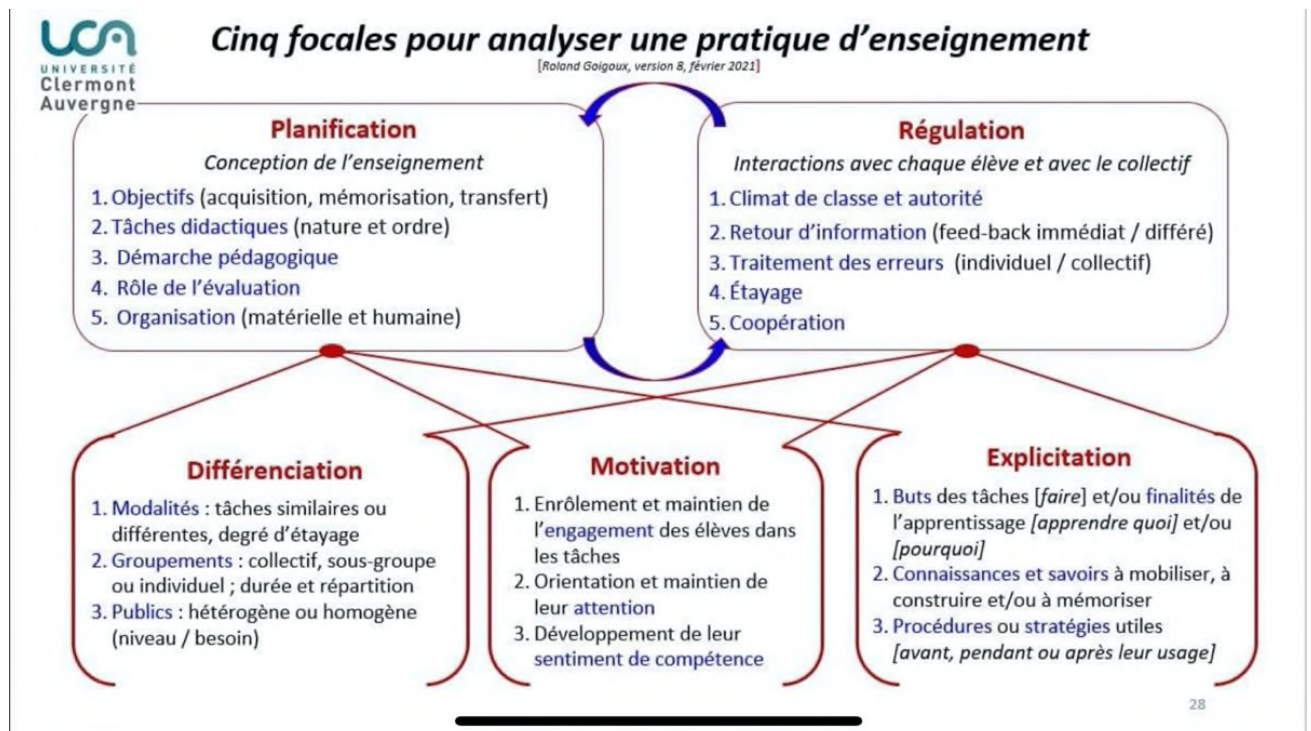 UCA
UNIVERSITÉ
Clermont
Auvergne
Cinq focales pour analyser une pratique d’enseignement
[Roland Goigoux, version 8, février 2021]
Planification
Conception de l’enseignement
1. Objectifs (acquisition, mémorisation, transfert)
2. Tâches didactiques (nature et ordre)
3. Démarche pédagogique
4. Rôle de l’évaluation
5. Organisation (matérielle et humaine)
Régulation
Interactions avec chaque élève et avec le collectif
1. Climat de classe et autorité
2. Retour d’information (feed-back immédiat / différé)
3. Traitement des erreurs (individuel / collectif)
4. Étayage
5. Coopération
Différenciation
1. Modalités : tâches similaires ou
différentes, degré d’étayage
2. Groupements : collectif, sous-groupe
ou individuel ; durée et répartition
3. Publics : hétérogène ou homogène
(niveau / besoin)
Motivation
1. Enrôlement et maintien de
l’engagement des élèves dans
les tâches
2. Orientation et maintien de
leur attention
3. Développement de leur
sentiment de compétence
Explicitation
1. Buts des tâches [faire] et/ou finalités de
l’apprentissage [apprendre quoi] et/ou
[pourquoi]
2. Connaissances et savoirs à mobiliser, à
construire et/ou à mémoriser
3. Procédures ou stratégies utiles
[avant, pendant ou après leur usage]
28